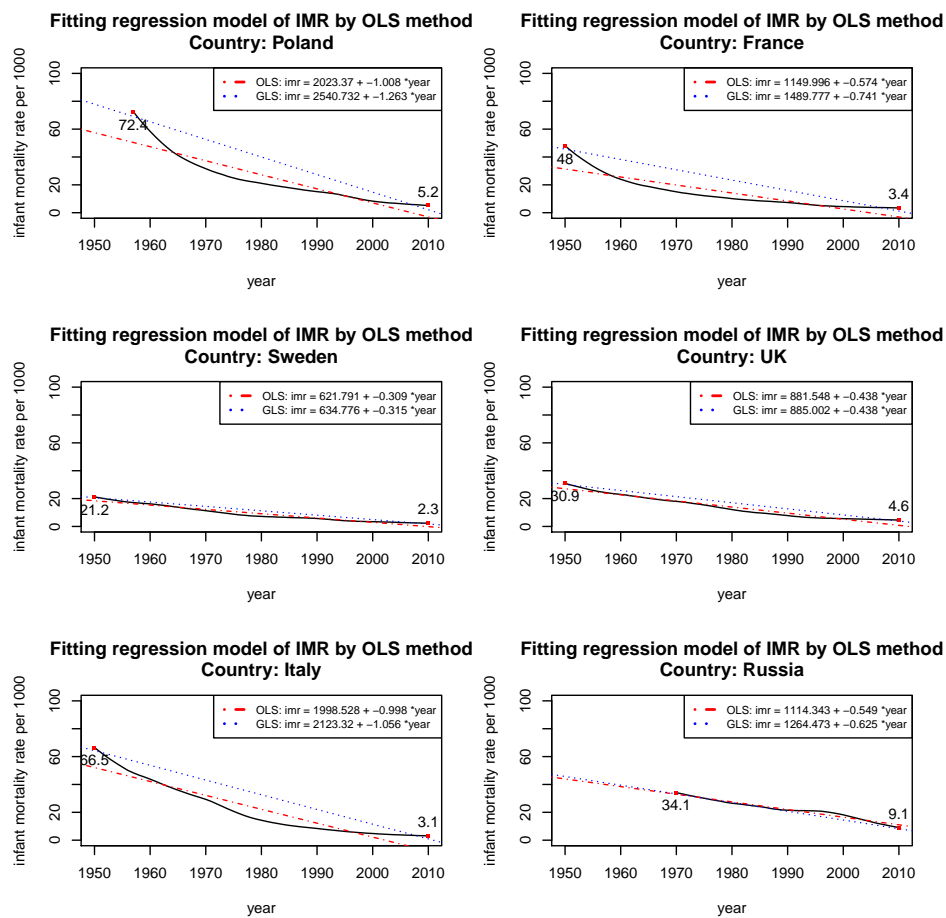 Fitting regression model of IMR by OLS method
Country: Poland
infant mortality rate per 1000
0 20 60 100
OLS: imr = 2023.37 + −1.008 *year
GLS: imr = 2540.732 + −1.263 *year
72.4
5.2
1950 1960 1970 1980 1990 2000 2010
year
Fitting regression model of IMR by OLS method
Country: France
infant mortality rate per 1000
0 20 60 100
OLS: imr = 1149.996 + −0.574 *year
GLS: imr = 1489.777 + −0.741 *year
48
3.4
1950 1960 1970 1980 1990 2000 2010
year
Fitting regression model of IMR by OLS method
Country: Sweden
infant mortality rate per 1000
0 20 60 100
OLS: imr = 621.791 + −0.309 *year
GLS: imr = 634.776 + −0.315 *year
21.2
2.3
1950 1960 1970 1980 1990 2000 2010
year
Fitting regression model of IMR by OLS method
Country: UK
infant mortality rate per 1000
0 20 60 100
OLS: imr = 881.548 + −0.438 *year
GLS: imr = 885.002 + −0.438 *year
30.9
4.6
1950 1960 1970 1980 1990 2000 2010
year
Fitting regression model of IMR by OLS method
Country: Italy
infant mortality rate per 1000
0 20 60 100
OLS: imr = 1998.528 + −0.998 *year
GLS: imr = 2123.32 + −1.056 *year
66.5
3.1
1950 1960 1970 1980 1990 2000 2010
year
Fitting regression model of IMR by OLS method
Country: Russia
infant mortality rate per 1000
0 20 60 100
OLS: imr = 1114.343 + −0.549 *year
GLS: imr = 1264.473 + −0.625 *year
34.1
9.1
1950 1960 1970 1980 1990 2000 2010
year